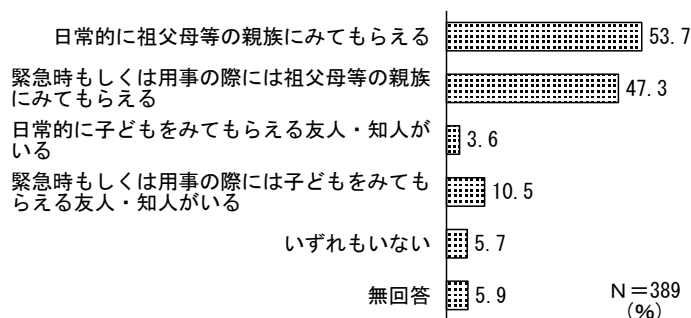 日常的に祖父母等の親族にみてもらえる 53.7
緊急時もしくは用事の際には祖父母等の親族
にみてもらえる 47.3
日常的に子どもをみてもらえる友人・知人が
いる 3.6
緊急時もしくは用事の際には子どもをみても
らえる友人・知人がいる 10.5
いずれもいない 5.7
無回答 5.9
N=389
(%)